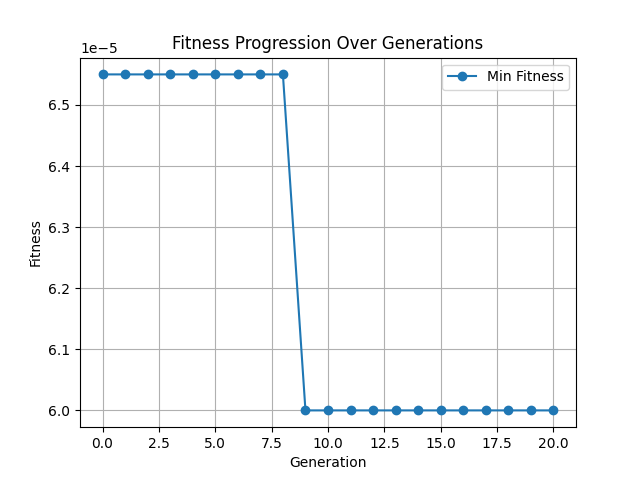 Fitness Progression Over Generations
1e−5
Min Fitness
6.5
6.4
6.3
6.2
6.1
6.0
Fitness
0.0 2.5 5.0 7.5 10.0 12.5 15.0 17.5 20.0
Generation